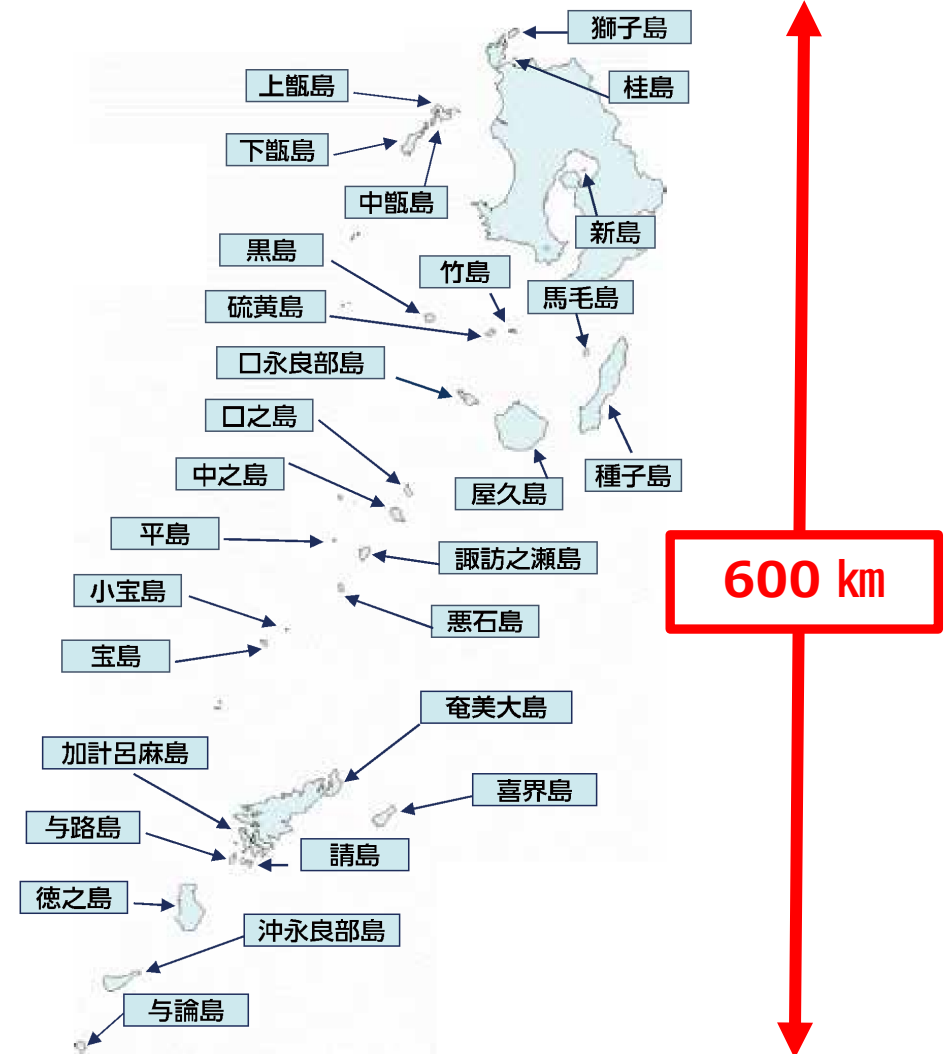 獅子島
上甑島
桂島
下甑島
中甑島
新島
黒島
竹島
馬毛島
硫黄島
口永良部島
口之島
中之島
屋久島
種子島
平島
諏訪之瀬島
600 ㎞
小宝島
悪石島
宝島
奄美大島
加計呂麻島
喜界島
与路島
請島
徳之島
沖永良部島
与論島